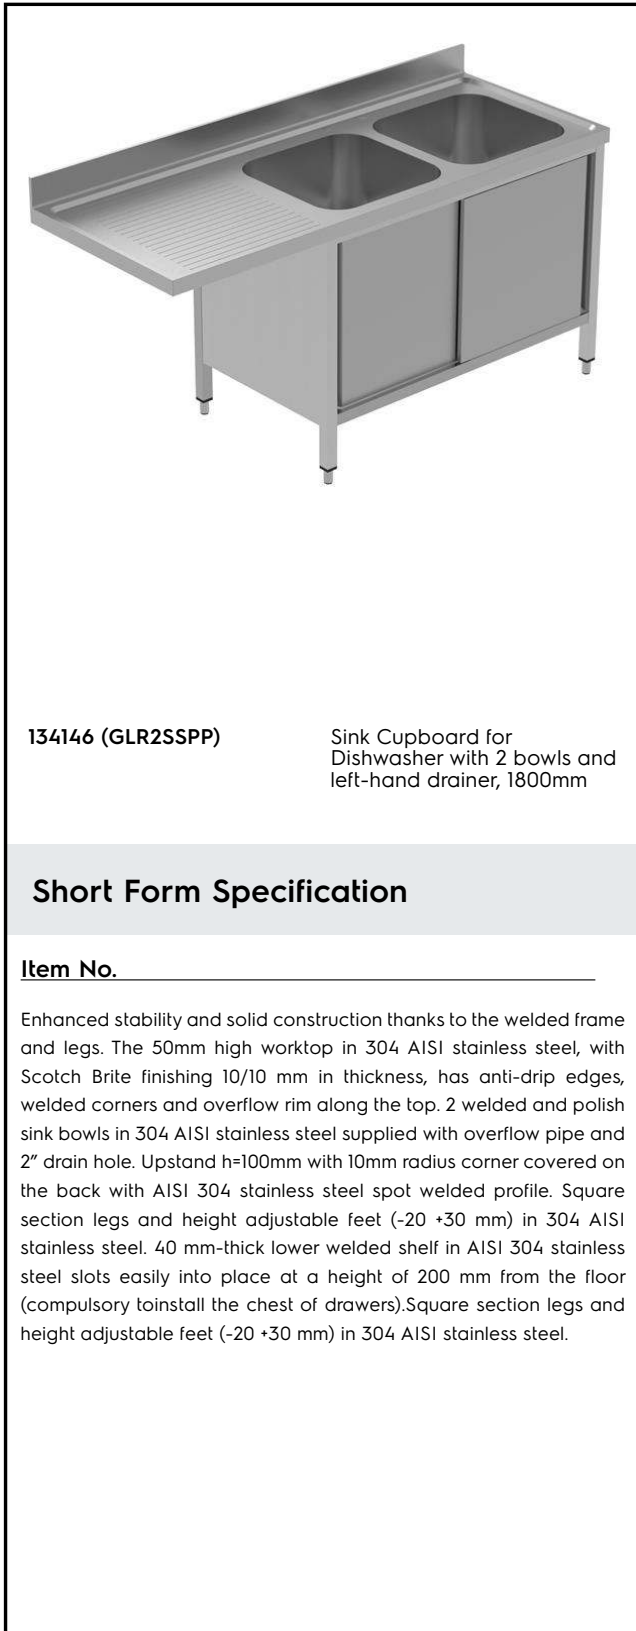 134146 (GLR2SSPP)
Sink Cupboard for
Dishwasher with 2 bowls and
left-hand drainer, 1800mm
Short Form Specification
Item No.
Enhanced stability and solid construction thanks to the welded frame
and legs. The 50mm high worktop in 304 AISI stainless steel, with
Scotch Brite finishing 10/10 mm in thickness, has anti-drip edges,
welded corners and overflow rim along the top. 2 welded and polish
sink bowls in 304 AISI stainless steel supplied with overflow pipe and
2″ drain hole. Upstand h=100mm with 10mm radius corner covered on
the back with AISI 304 stainless steel spot welded profile. Square
section legs and height adjustable feet (-20 +30 mm) in 304 AISI
stainless steel. 40 mm-thick lower welded shelf in AISI 304 stainless
steel slots easily into place at a height of 200 mm from the floor
(compulsory toinstall the chest of drawers).Square section legs and
height adjustable feet (-20 +30 mm) in 304 AISI stainless steel.